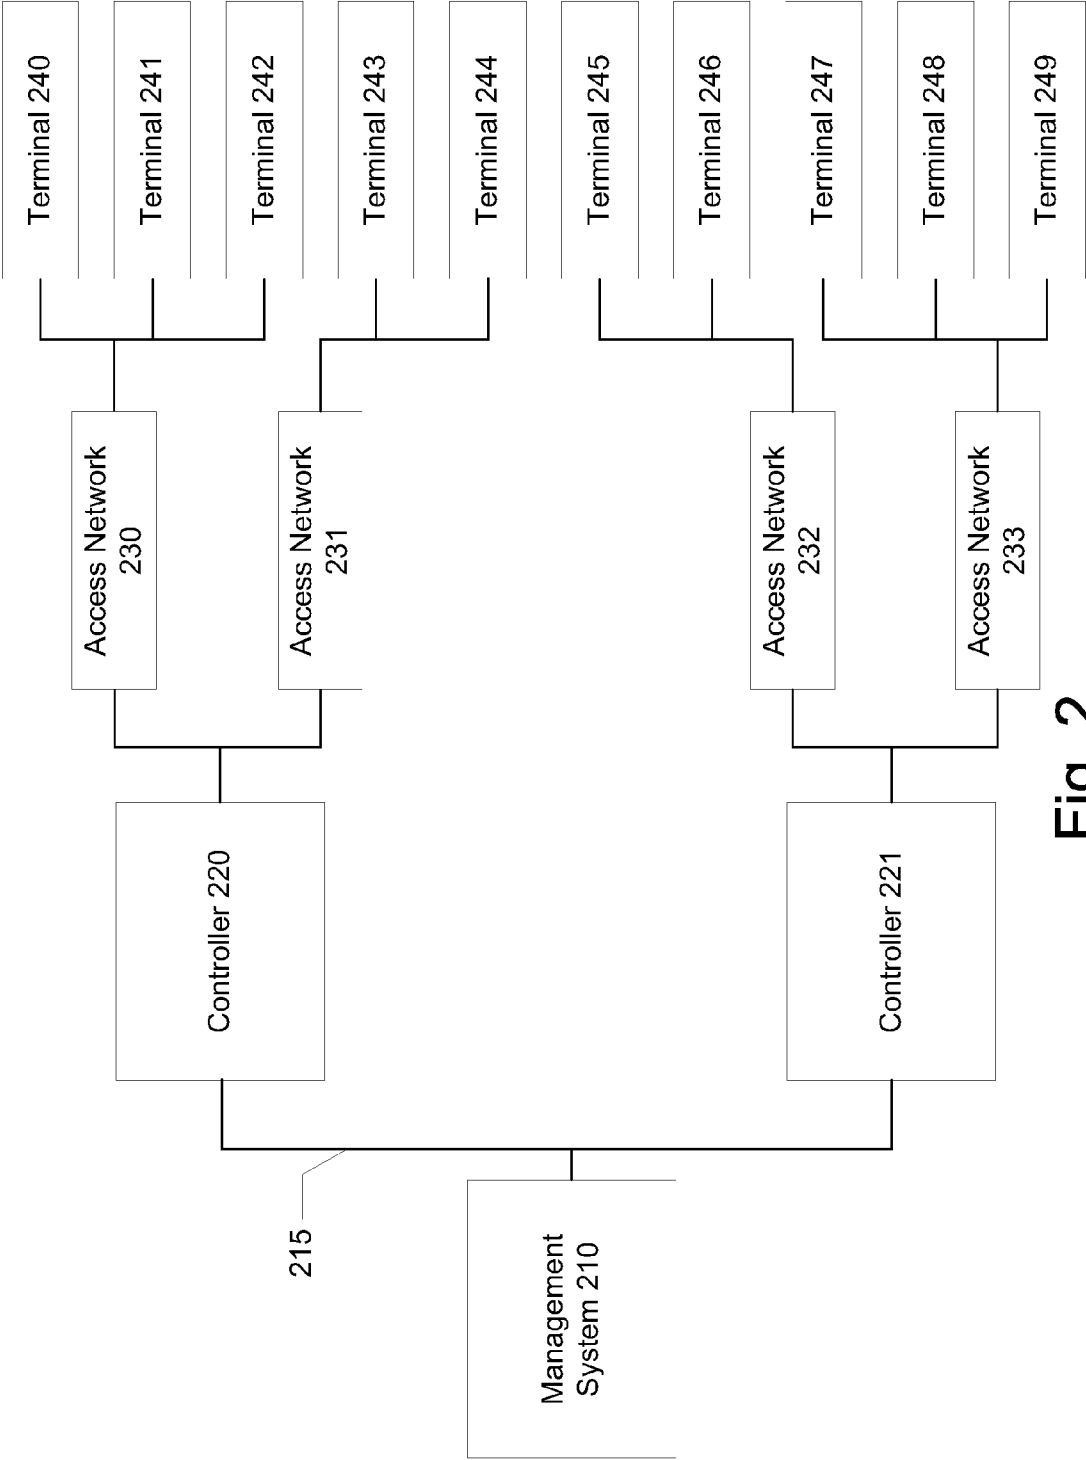 Management
System 210
215
Controller 220
Controller 221
Access Network
230
Access Network
231
Access Network
232
Access Network
233
Terminal 240
Terminal 241
Terminal 242
Terminal 243
Terminal 244
Terminal 245
Terminal 246
Terminal 247
Terminal 248
Terminal 249
Fig. 2